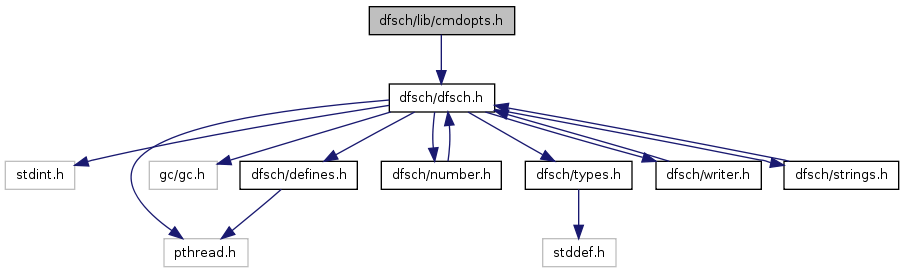 dfsch/lib/cmdopts.h
dfsch/dfsch.h
stdint.h
gc/gc.h
dfsch/defines.h
dfsch/number.h
dfsch/types.h
dfsch/writer.h
dfsch/strings.h
pthread.h
stddef.h